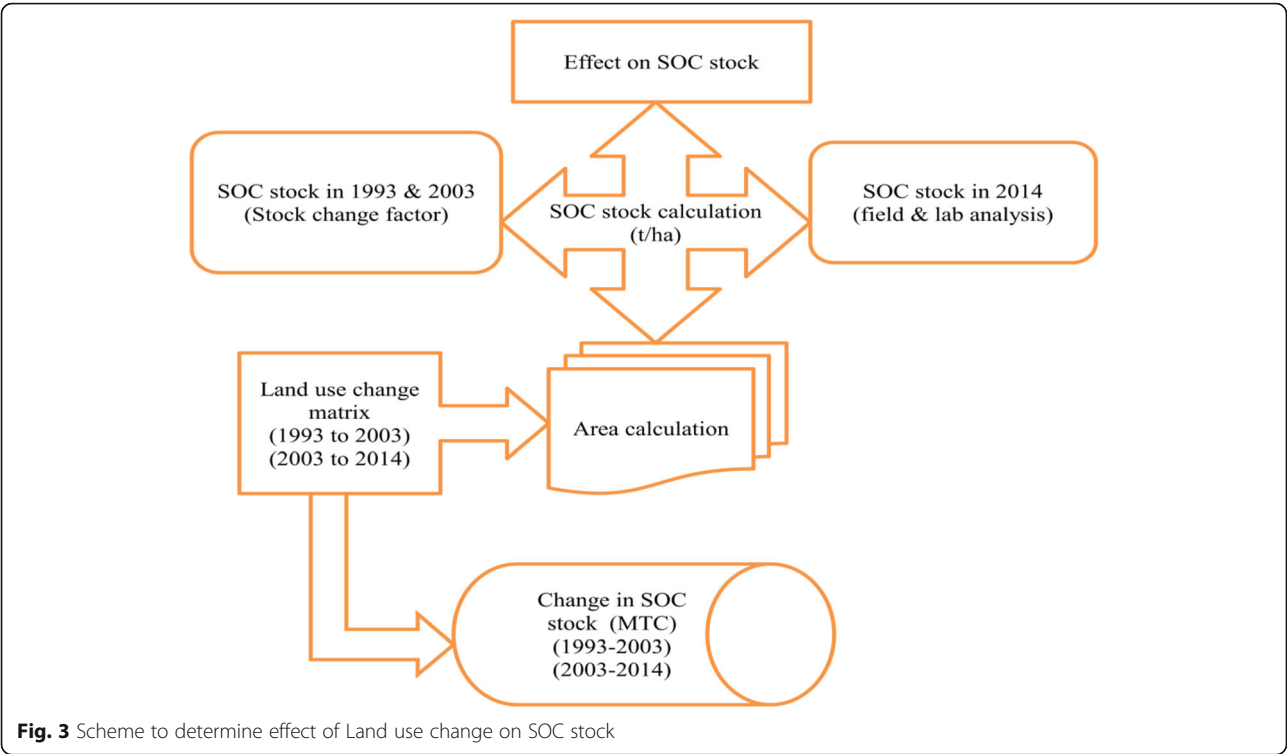 Effect on SOC stock
SOC stock in 1993 & 2003
(Stock change factor)
SOC stock calculation
(t/ha)
SOC stock in 2014
(field & lab analysis)
Land use change
matrix
(1993 to 2003)
(2003 to 2014)
Area calculation
Change in SOC
stock (MTC)
(1993-2003)
(2003-2014)
Fig. 3 Scheme to determine effect of Land use change on SOC stock